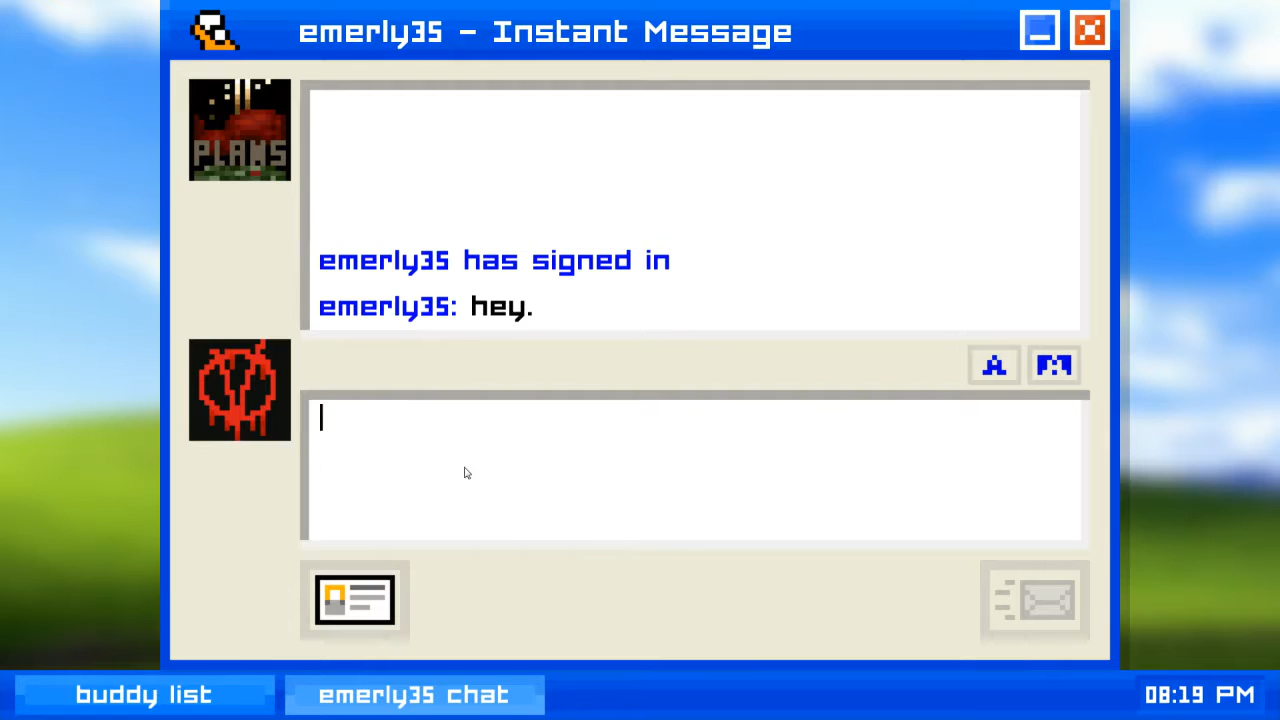 emerly35 - Instant Message
PLANS
emerly35 has signed in
emerly35: hey.
A
buddy list
emerly35 chat
08:19 PM